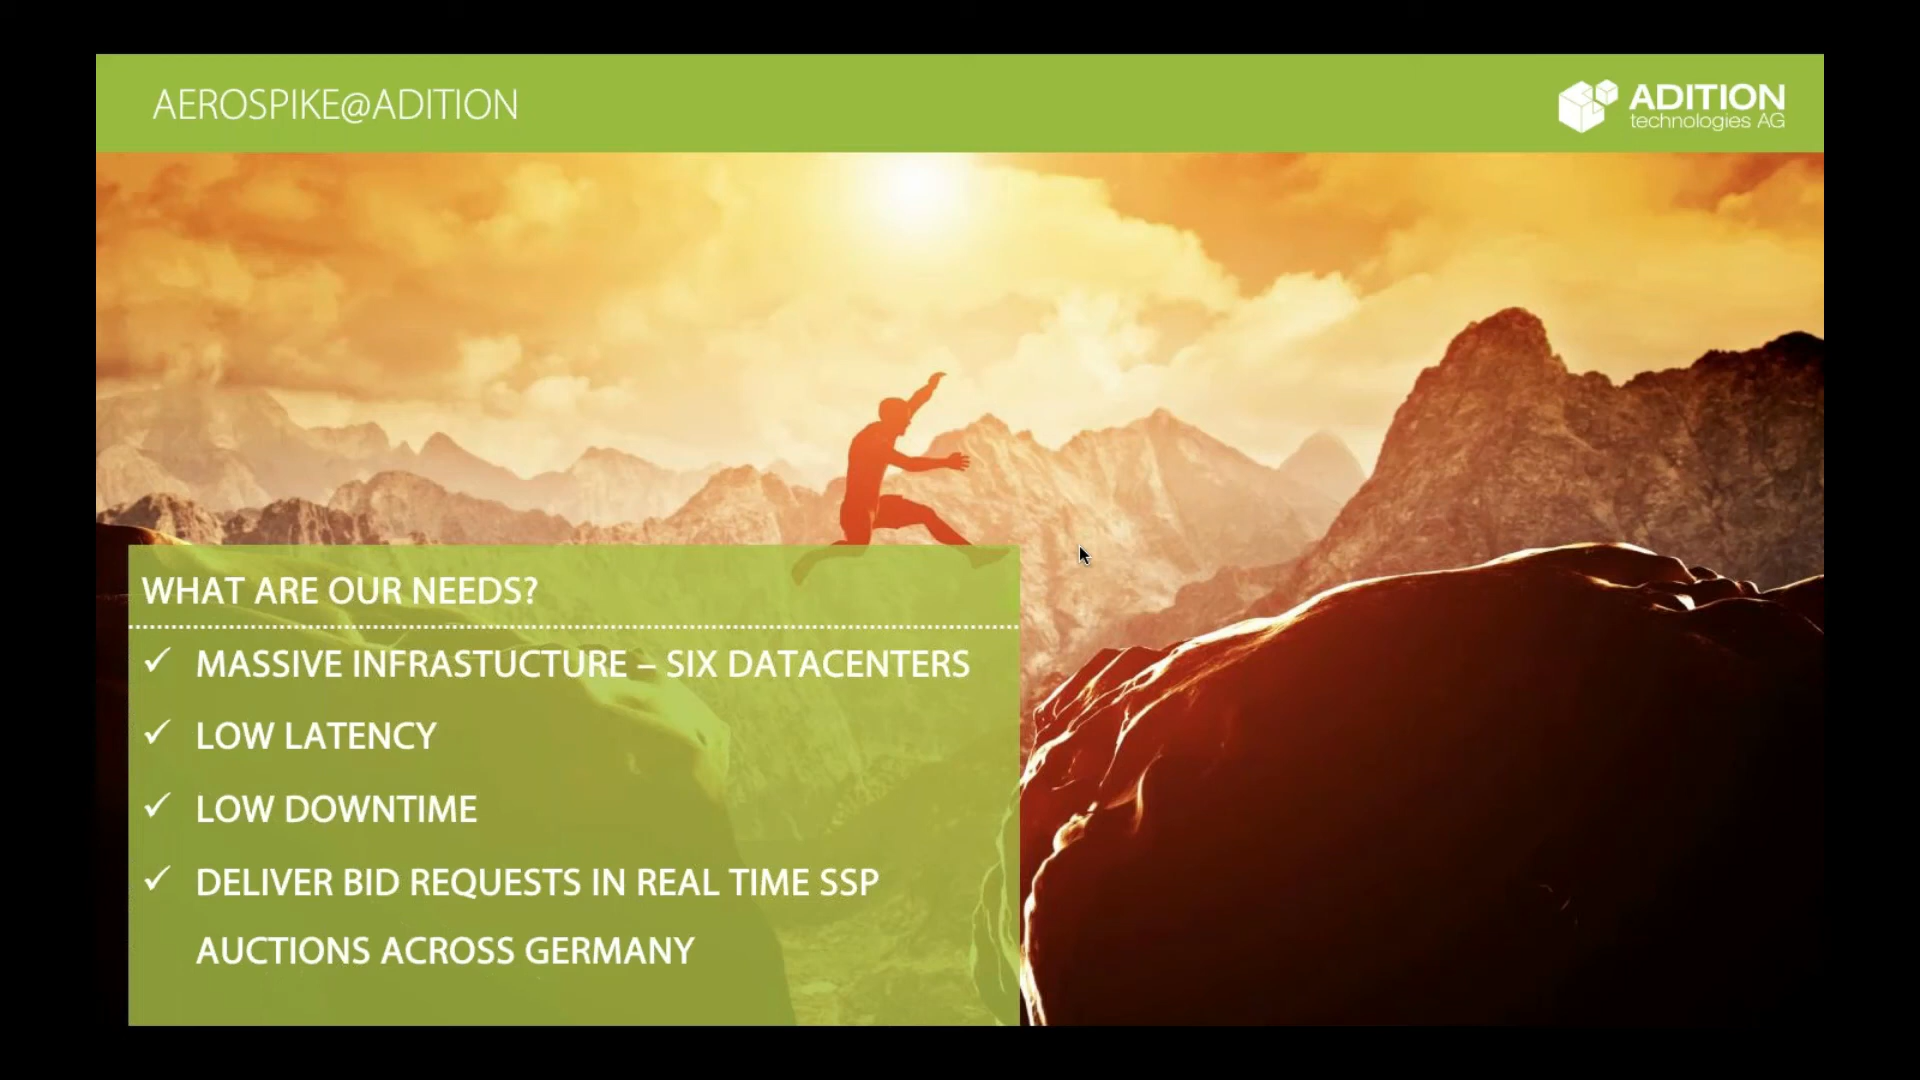 AEROSPIKE@ADITION
ADITION
technologies AG
WHAT ARE OUR NEEDS?
✓ MASSIVE INFRASTUCTURE – SIX DATACENTERS
✓ LOW LATENCY
✓ LOW DOWNTIME
✓ DELIVER BID REQUESTS IN REAL TIME SSP
AUCTIONS ACROSS GERMANY